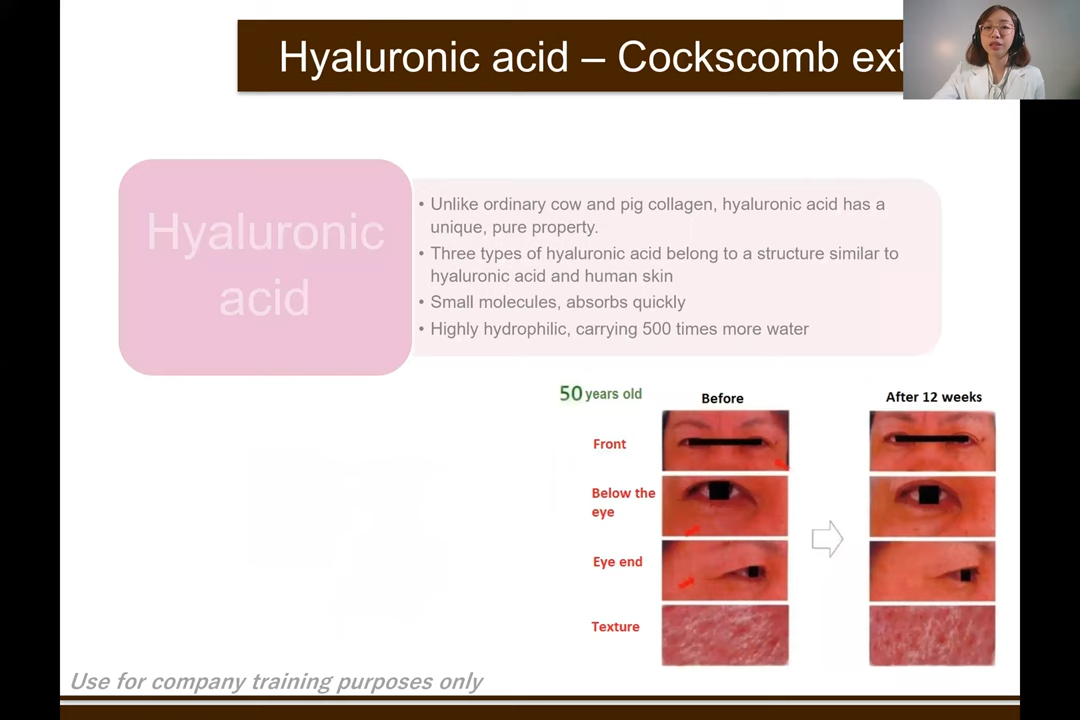 Hyaluronic acid – Cockscomb ext
Hyaluronic
acid
• Unlike ordinary cow and pig collagen, hyaluronic acid has a
unique, pure property.
• Three types of hyaluronic acid belong to a structure similar to
hyaluronic acid and human skin
• Small molecules, absorbs quickly
• Highly hydrophilic, carrying 500 times more water
50 years old
Before
After 12 weeks
Front
Below the
eye
Eye end
Texture
Use for company training purposes only